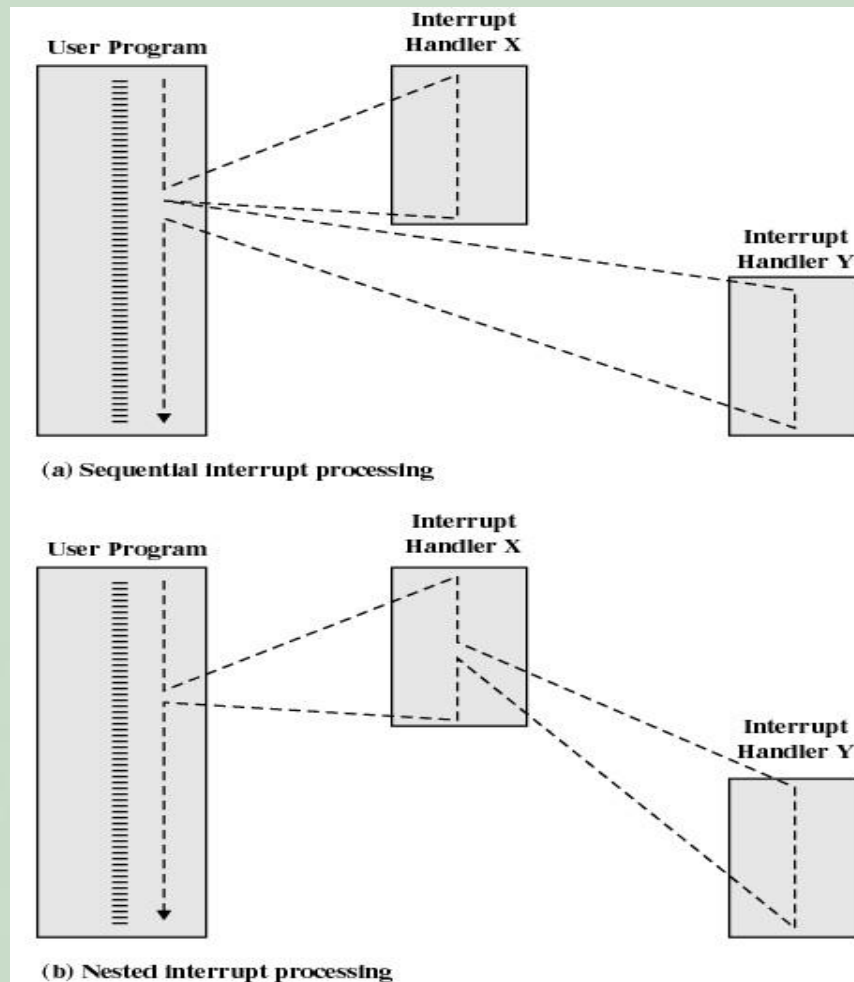 Interrupt
User Program
Handler X
Interrupt
Handler Y
(a) Sequential interrupt processing
Interrupt
User Program
Handler X
Interrupt
Handler Y
(b) Nested interrupt processing